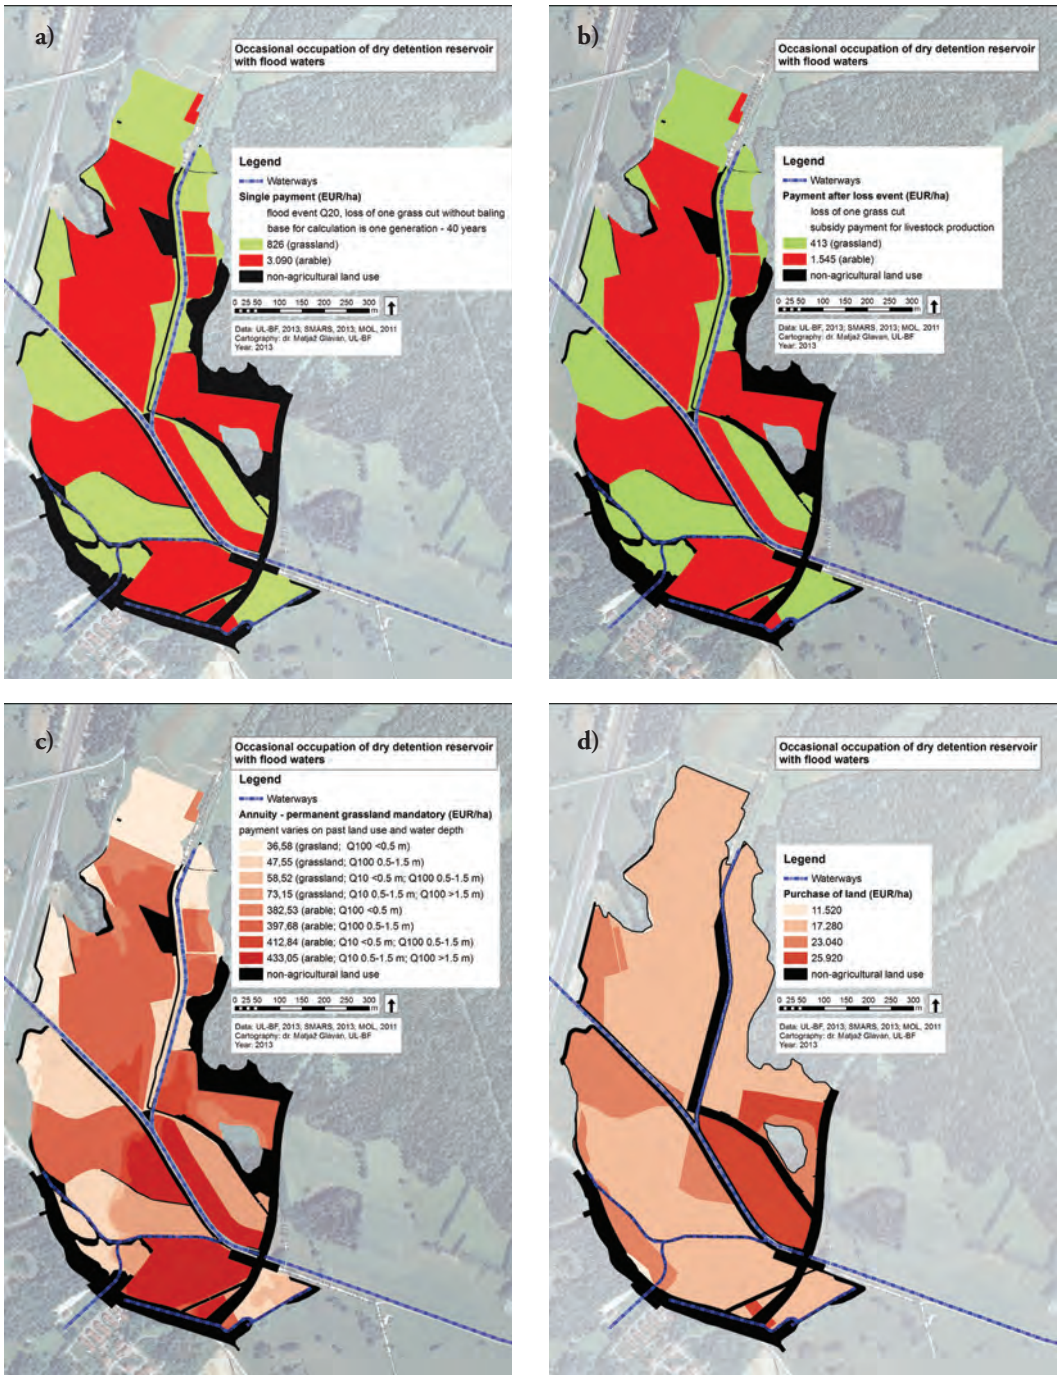 a)
Occasional occupation of dry detention reservoir
with flood waters
Legend
Waterways
Single payment (EUR/ha)
flood event Q20, loss of one grass cut without baling
base for calculation is one generation - 40 years
826 (grassland)
3.090 (arable)
non-agricultural land use
0 25 50 100 150 200 250 300
m
Data: UL-BF, 2013; SMARS, 2013; MOL, 2011
Cartography: dr. Matjaž Glavan, UL-BF
Year: 2013
b)
Occasional occupation of dry detention reservoir
with flood waters
Legend
Waterways
Payment after loss event (EUR/ha)
loss of one grass cut
subsidy payment for livestock production
413 (grassland)
1.545 (arable)
non-agricultural land use
0 25 50 100 150 200 250 300
m
Data: UL-BF, 2013; SMARS, 2013; MOL, 2011
Cartography: dr. Matjaž Glavan, UL-BF
Year: 2013
c)
Occasional occupation of dry detention reservoir
with flood waters
Legend
Waterways
Annuity - permanent grassland mandatory (EUR/ha)
payment varies on past land use and water depth
36,58 (grasland; Q100 <0.5 m)
47,55 (grassland; Q100 0.5-1.5 m)
58,52 (grassland; Q10 <0.5 m; Q100 0.5-1.5 m)
73,15 (grassland; Q10 0.5-1.5 m; Q100 >1.5 m)
382,53 (arable; Q100 <0.5 m)
397,68 (arable; Q100 0.5-1.5 m)
412,84 (arable; Q10 <0.5 m; Q100 0.5-1.5 m)
433,05 (arable; Q10 0.5-1.5 m; Q100 >1.5 m)
non-agricultural land use
0 25 50 100 150 200 250 300
m
Data: UL-BF, 2013; SMARS, 2013; MOL, 2011
Cartography: dr. Matjaž Glavan, UL-BF
Year: 2013
d)
Occasional occupation of dry detention reservoir
with flood waters
Legend
Waterways
Purchase of land (EUR/ha)
11.520
17.280
23.040
25.920
non-agricultural land use
0 25 50 100 150 200 250 300
m
Data: UL-BF, 2013; SMARS, 2013; MOL, 2011
Cartography: dr. Matjaž Glavan, UL-BF
Year: 2013